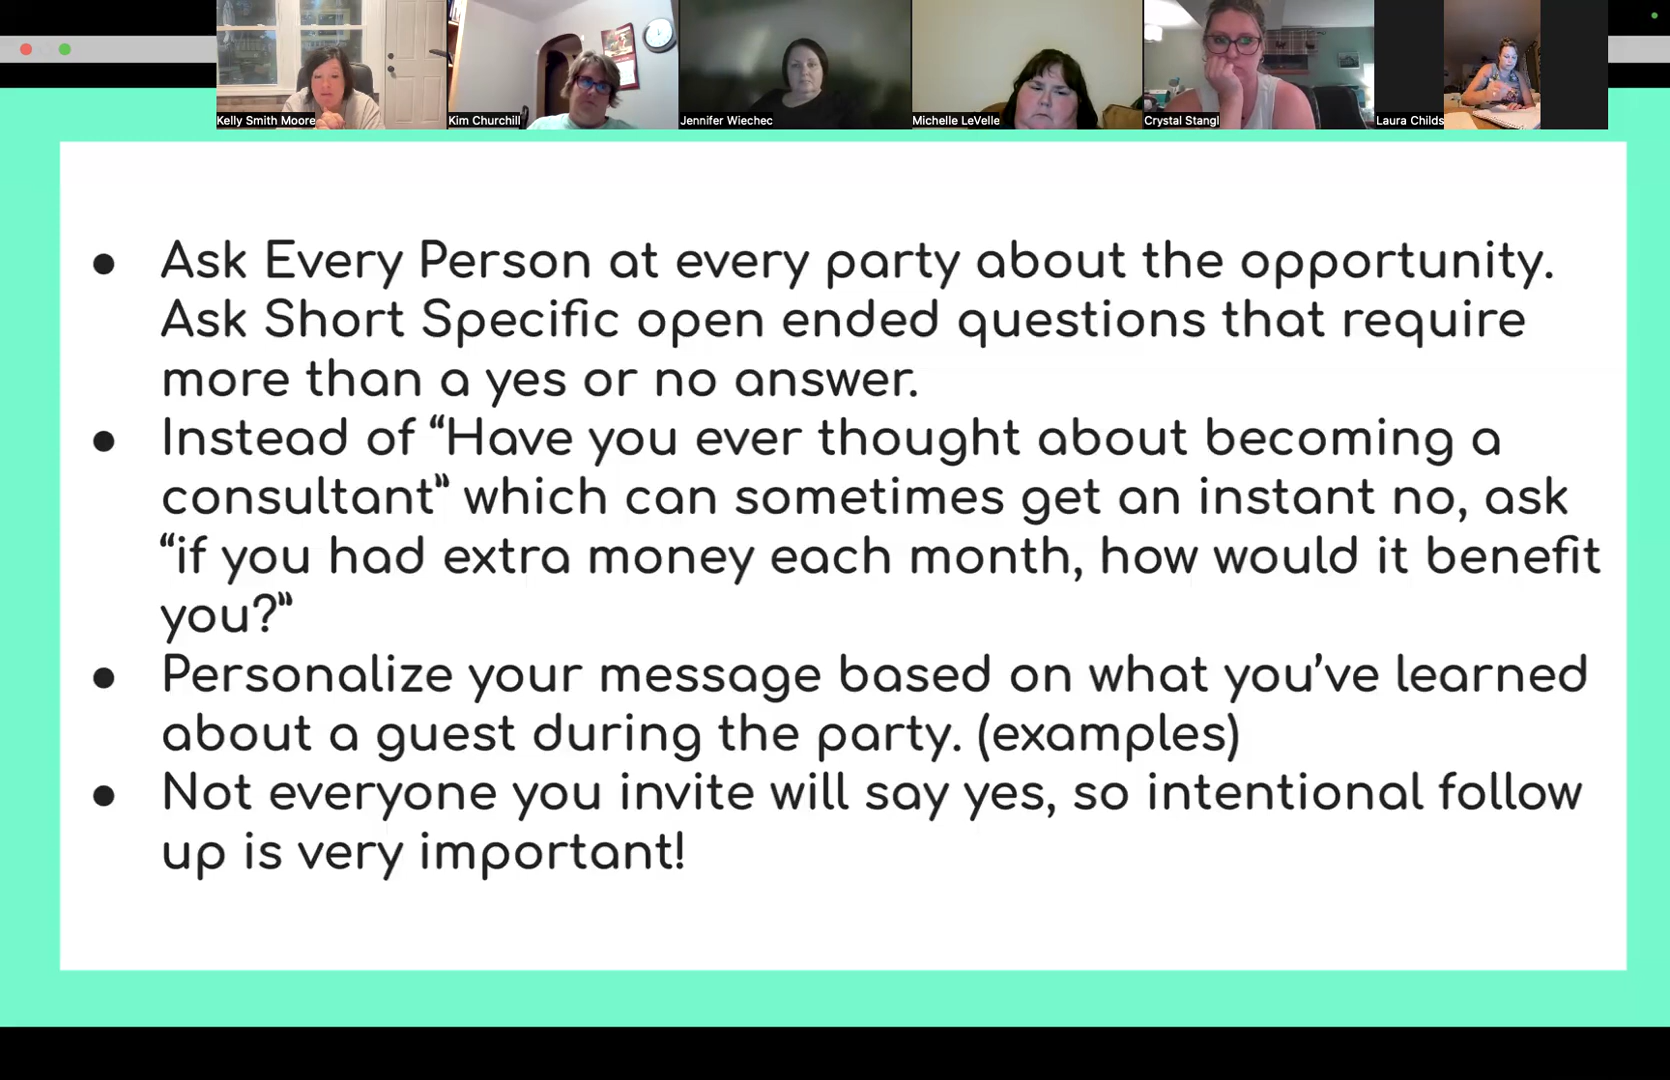 Kelly Smith Moore
Kim Churchill
Jennifer Wiechec
Michelle LeVelle
Crystal Stangl
Laura Childs
● Ask Every Person at every party about the opportunity.
Ask Short Specific open ended questions that require
more than a yes or no answer.
● Instead of “Have you ever thought about becoming a
consultant” which can sometimes get an instant no, ask
“if you had extra money each month, how would it benefit
you?”
● Personalize your message based on what you’ve learned
about a guest during the party. (examples)
● Not everyone you invite will say yes, so intentional follow
up is very important!